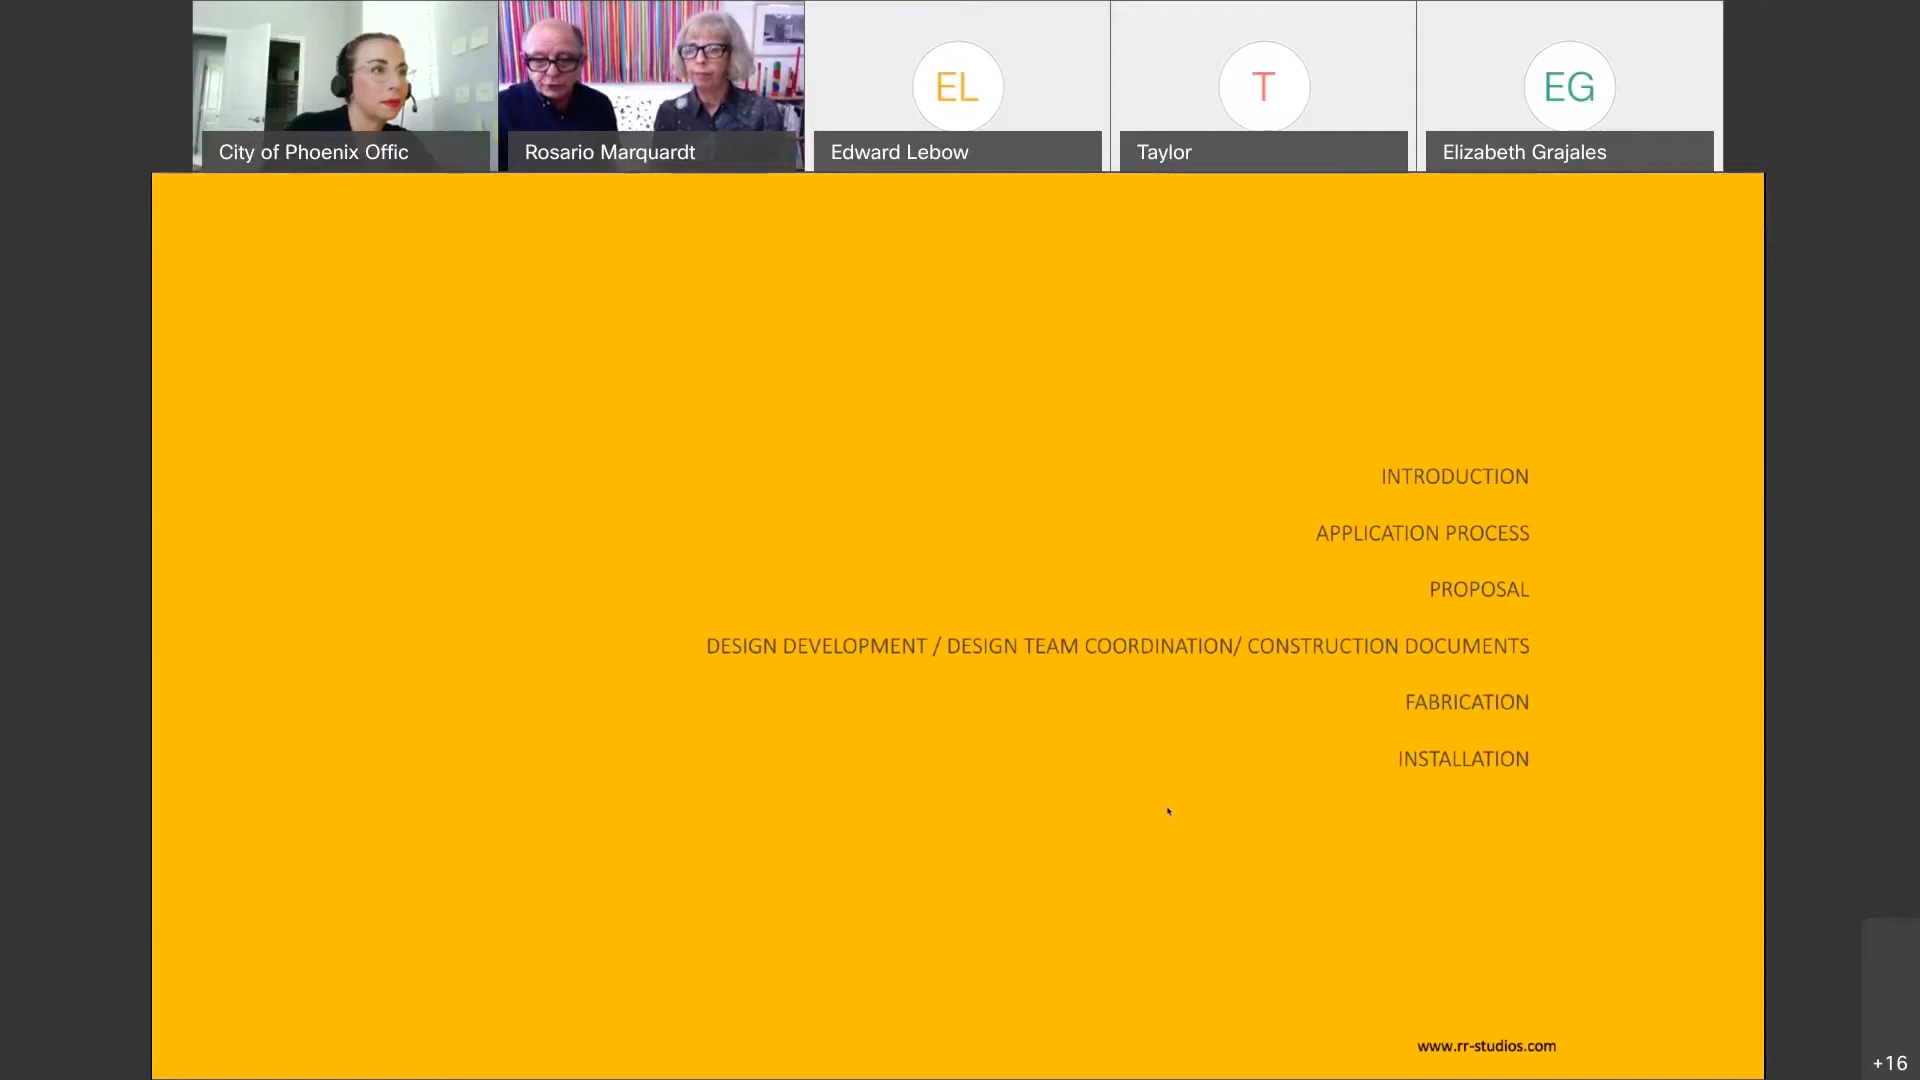 City of Phoenix Offic
Rosario Marquardt
EL
Edward Lebow
T
Taylor
EG
Elizabeth Grajales
INTRODUCTION
APPLICATION PROCESS
PROPOSAL
DESIGN DEVELOPMENT / DESIGN TEAM COORDINATION/ CONSTRUCTION DOCUMENTS
FABRICATION
INSTALLATION
www.rr-studios.com
+16